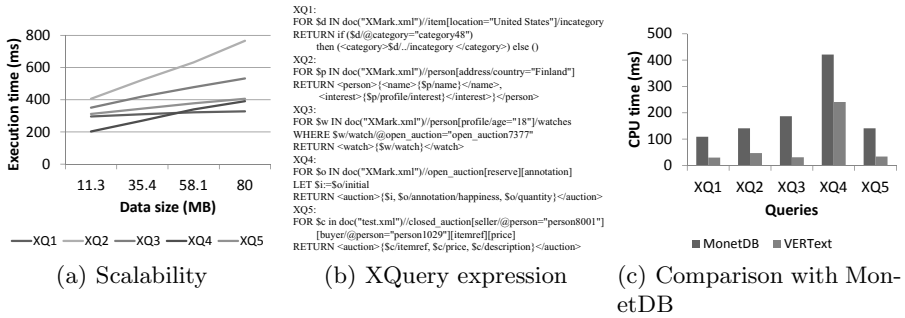 Execution time (ms)
800
600
400
200
0
11.3 35.4 58.1 80
Data size (MB)
XQ1 XQ2 XQ3 XQ4 XQ5
(a) Scalability
XQ1:
FOR $d IN doc("XMark.xml")//item[location="United States"]/incategory
RETURN if ($d/@category="category48")
then (<category>$d/../incategory </category>) else ()
XQ2:
FOR $p IN doc("XMark.xml")//person[address/country="Finland"]
RETURN <person>{<name>{$p/name}</name>,
<interest>{$p/profile/interest}</interest>}</person>
XQ3:
FOR $w IN doc("XMark.xml")//person[profile/age="18"]/watches
WHERE $w/watch/@open_auction="open_auction7377"
RETURN <watch>{$w/watch}</watch>
XQ4:
FOR $o IN doc("XMark.xml")//open_auction[reserve][annotation]
LET $i:=$o/initial
RETURN <auction>{$i, $o/annotation/happiness, $o/quantity}</auction>
XQ5:
FOR $c in doc("test.xml")//closed_auction[seller/@person="person8001"]
[buyer/@person="person1029"][itemref][price]
RETURN <auction>{$c/itemref, $c/price, $c/description}</auction>
(b) XQuery expression
CPU time (ms)
500
400
300
200
100
0
XQ1 XQ2 XQ3 XQ4 XQ5
Queries
MonetDB VERText
(c) Comparison with Mon-
etDB